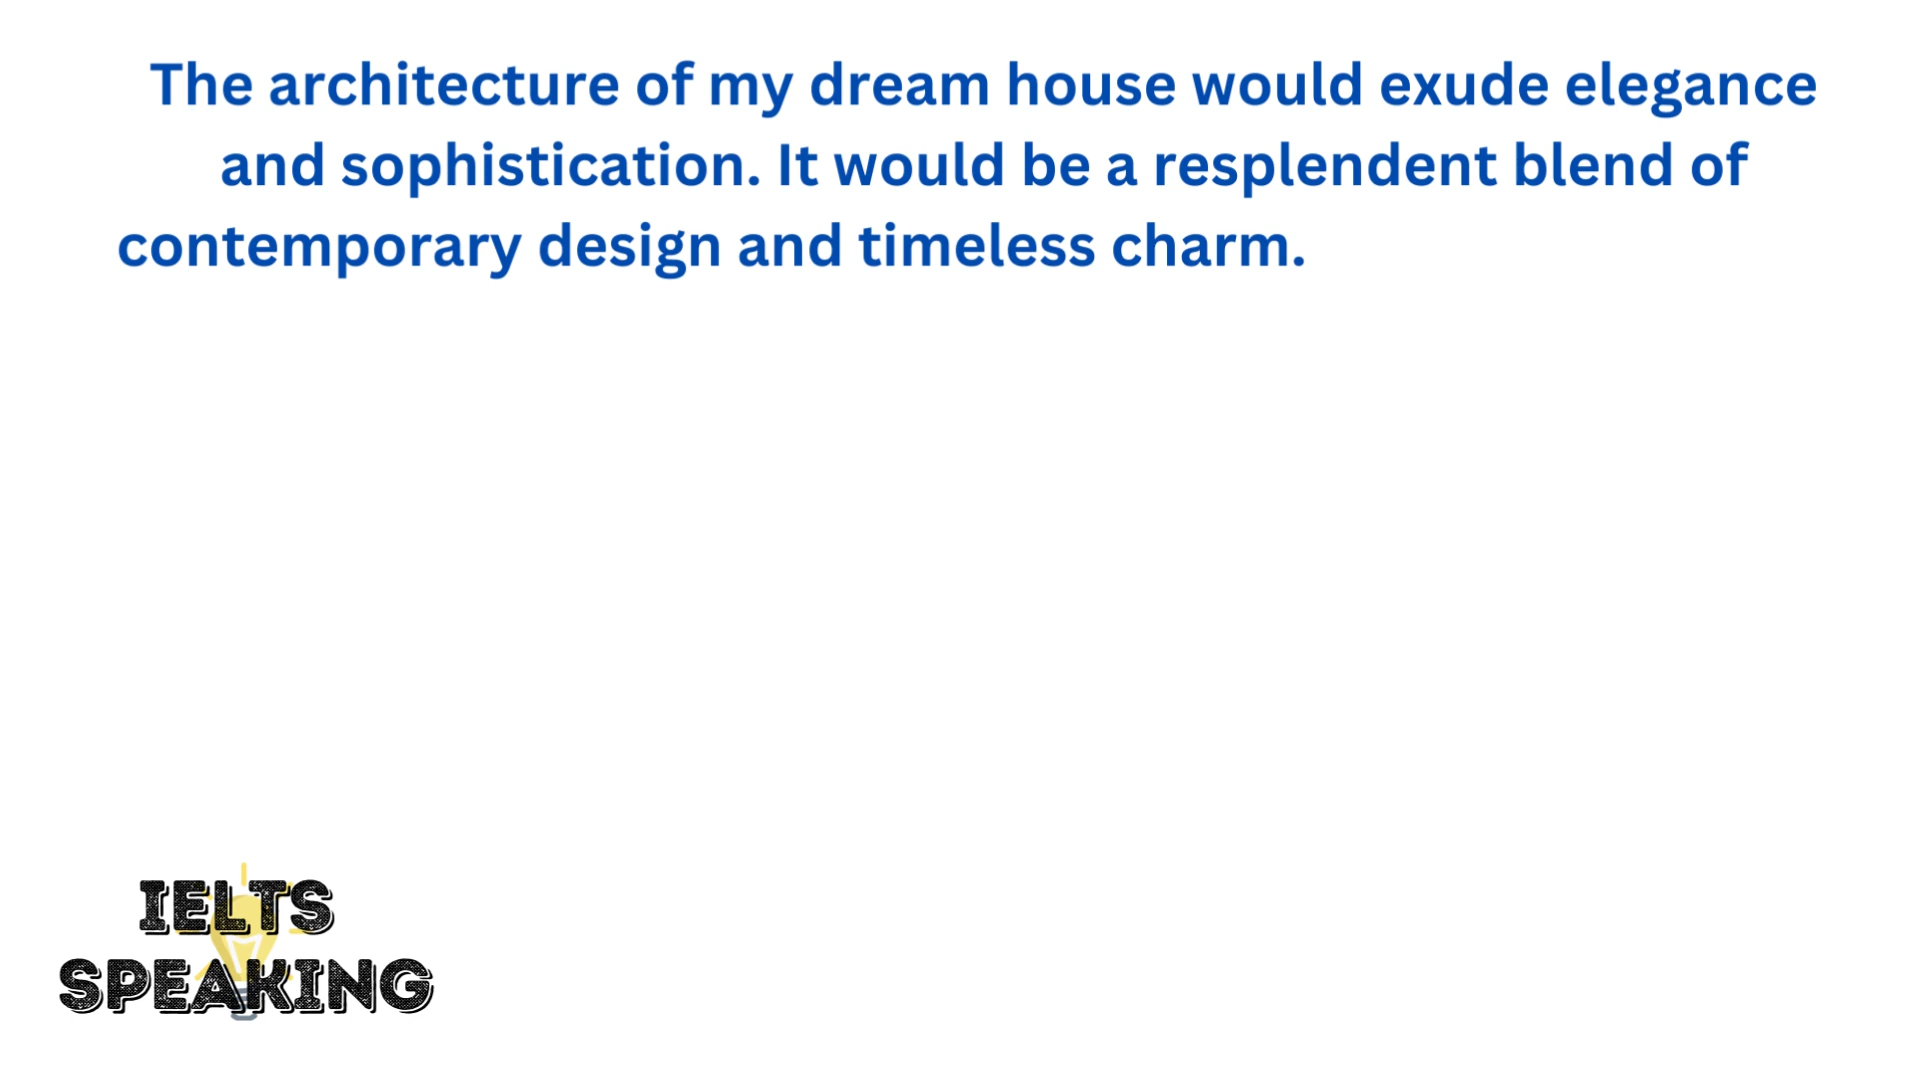 The architecture of my dream house would exude elegance
and sophistication. It would be a resplendent blend of
contemporary design and timeless charm.
IELTS
SPEAKING